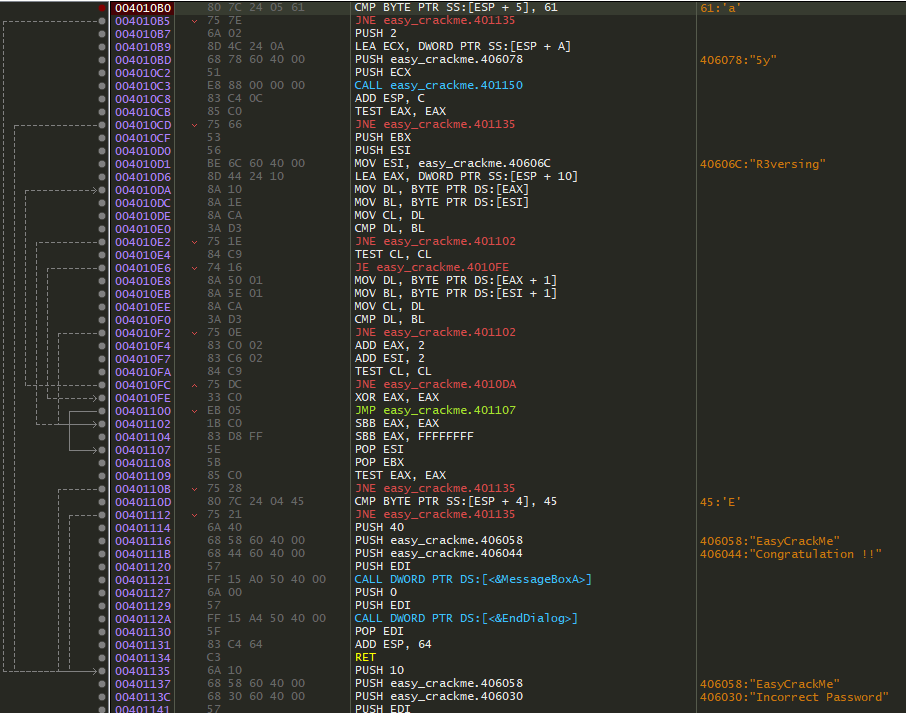 004010B0 80 7C 24 05 61 CMP BYTE PTR SS:[ESP + 5], 61 61:'a'
004010B5 75 7E JNE easy_crackme.401135
004010B7 6A 02 PUSH 2
004010B9 8D 4C 24 0A LEA ECX, DWORD PTR SS:[ESP + A]
004010BD 68 78 60 40 00 PUSH easy_crackme.406078 406078:"5y"
004010C2 51 PUSH ECX
004010C3 E8 88 00 00 00 CALL easy_crackme.401150
004010C8 83 C4 0C ADD ESP, C
004010CB 85 C0 TEST EAX, EAX
004010CD 75 66 JNE easy_crackme.401135
004010CF 53 PUSH EBX
004010D0 56 PUSH ESI
004010D1 BE 6C 60 40 00 MOV ESI, easy_crackme.40606C 40606C:"R3versing"
004010D6 8D 44 24 10 LEA EAX, DWORD PTR SS:[ESP + 10]
004010DA 8A 10 MOV DL, BYTE PTR DS:[EAX]
004010DC 8A 1E MOV BL, BYTE PTR DS:[ESI]
004010DE 8A CA MOV CL, DL
004010E0 3A D3 CMP DL, BL
004010E2 75 1E JNE easy_crackme.401102
004010E4 84 C9 TEST CL, CL
004010E6 74 16 JE easy_crackme.4010FE
004010E8 8A 50 01 MOV DL, BYTE PTR DS:[EAX + 1]
004010EB 8A 5E 01 MOV BL, BYTE PTR DS:[ESI + 1]
004010EE 8A CA MOV CL, DL
004010F0 3A D3 CMP DL, BL
004010F2 75 0E JNE easy_crackme.401102
004010F4 83 C0 02 ADD EAX, 2
004010F7 83 C6 02 ADD ESI, 2
004010FA 84 C9 TEST CL, CL
004010FC 75 DC JNE easy_crackme.4010DA
004010FE 33 C0 XOR EAX, EAX
00401100 EB 05 JMP easy_crackme.401107
00401102 1B C0 SBB EAX, EAX
00401104 83 D8 FF SBB EAX, FFFFFFFF
00401107 5E POP ESI
00401108 5B POP EBX
00401109 85 C0 TEST EAX, EAX
0040110B 75 28 JNE easy_crackme.401135
0040110D 80 7C 24 04 45 CMP BYTE PTR SS:[ESP + 4], 45 45:'E'
00401112 75 21 JNE easy_crackme.401135
00401114 6A 40 PUSH 40
00401116 68 58 60 40 00 PUSH easy_crackme.406058 406058:"EasyCrackMe"
0040111B 68 44 60 40 00 PUSH easy_crackme.406044 406044:"Congratulation !!"
00401120 57 PUSH EDI
00401121 FF 15 A0 50 40 00 CALL DWORD PTR DS:[<&MessageBoxA>]
00401127 6A 00 PUSH 0
00401129 57 PUSH EDI
0040112A FF 15 A4 50 40 00 CALL DWORD PTR DS:[<&EndDialog>]
00401130 5F POP EDI
00401131 83 C4 64 ADD ESP, 64
00401134 C3 RET
00401135 6A 10 PUSH 10
00401137 68 58 60 40 00 PUSH easy_crackme.406058 406058:"EasyCrackMe"
0040113C 68 30 60 40 00 PUSH easy_crackme.406030 406030:"Incorrect Password"
00401141 57 PUSH EDI